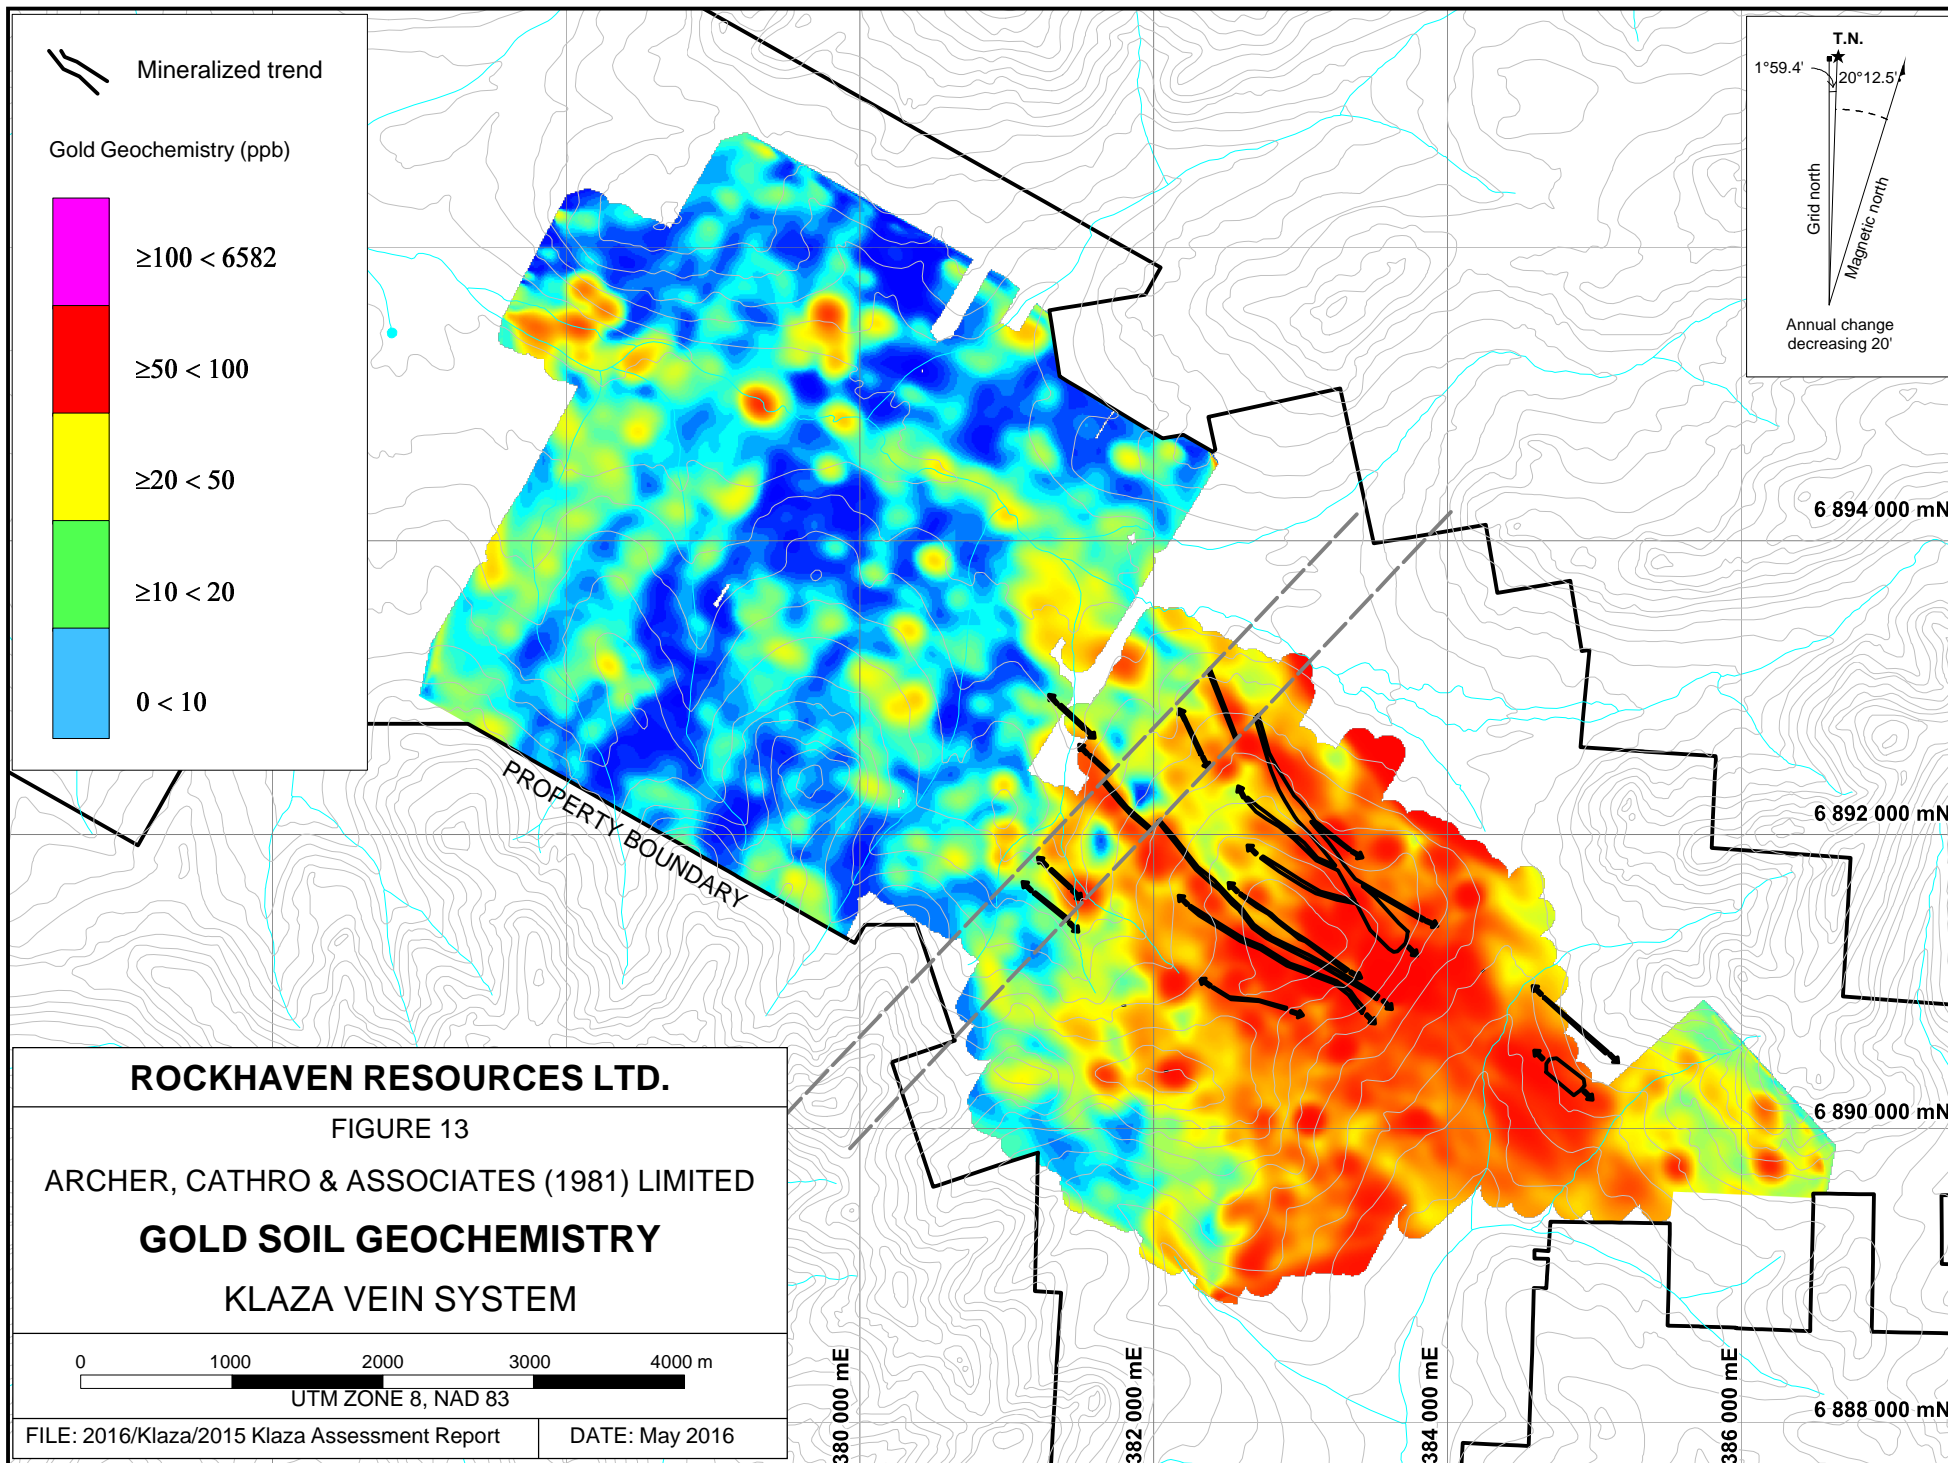 Mineralized trend
Gold Geochemistry (ppb)
≥100 < 6582
≥50 < 100
≥20 < 50
≥10 < 20
0 < 10
T.N.
1°59.4'
20°12.5'
Grid north
Magnetic north
Annual change
decreasing 20'
6 894 000 mN
6 892 000 mN
6 890 000 mN
6 888 000 mN
PROPERTY BOUNDARY
380 000 mE
382 000 mE
384 000 mE
386 000 mE
ROCKHAVEN RESOURCES LTD.
FIGURE 13
ARCHER, CATHRO & ASSOCIATES (1981) LIMITED
GOLD SOIL GEOCHEMISTRY
KLAZA VEIN SYSTEM
0 1000 2000 3000 4000 m
UTM ZONE 8, NAD 83
FILE: 2016/Klaza/2015 Klaza Assessment Report
DATE: May 2016